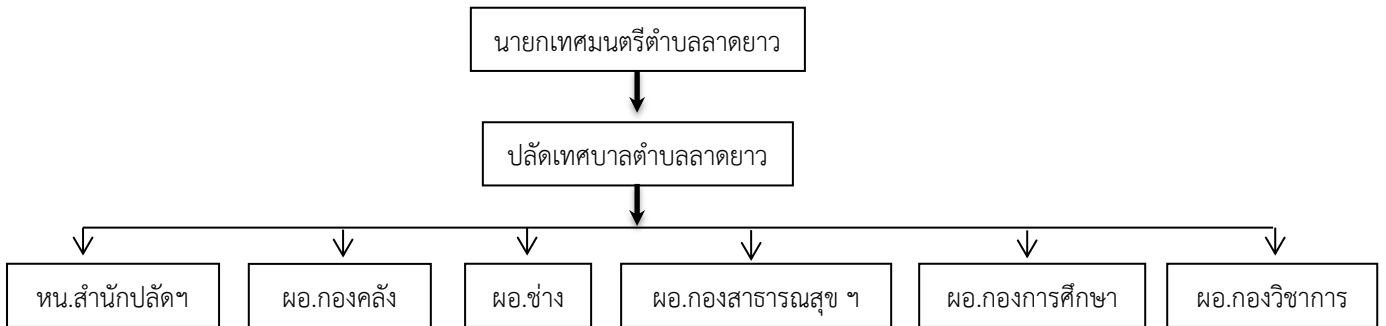 นายกเทศมนตรีตำบลลาดยาว
ปลัดเทศบาลตำบลลาดยาว
หน.สำนักปลัดฯ
ผอ.กองคลัง
ผอ.ช่าง
ผอ.กองสาธารณสุข ฯ
ผอ.กองการศึกษา
ผอ.กองวิชาการ